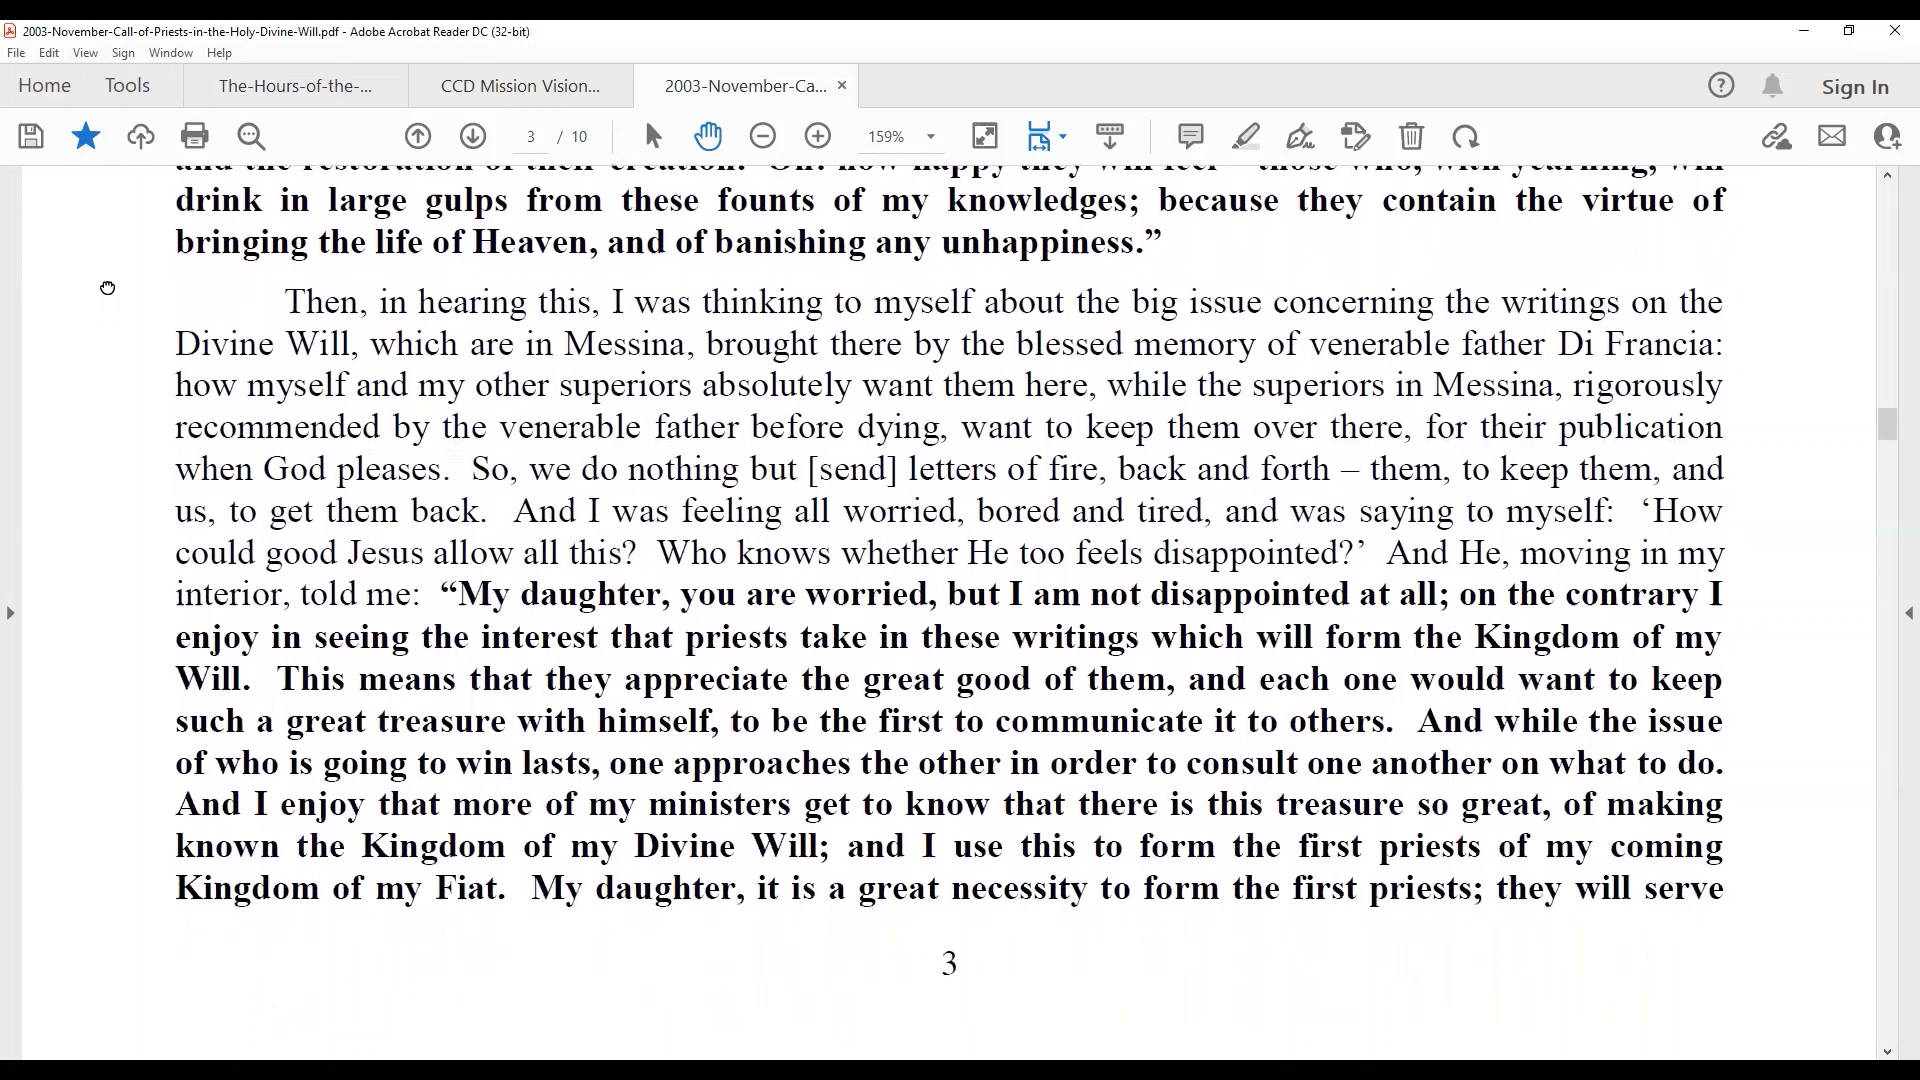 2003-November-Call-of-Priests-in-the-Holy-Divine-Will.pdf - Adobe Acrobat Reader DC (32-bit)
File Edit View Sign Window Help
Home Tools The-Hours-of-the-... CCD Mission Vision... 2003-November-Ca... × Sign In
3 / 10 159%
and the restoration of their creation. Oh! how happy they will feel – those who, with yearning, will
drink in large gulps from these founts of my knowledges; because they contain the virtue of
bringing the life of Heaven, and of banishing any unhappiness.”
Then, in hearing this, I was thinking to myself about the big issue concerning the writings on the
Divine Will, which are in Messina, brought there by the blessed memory of venerable father Di Francia:
how myself and my other superiors absolutely want them here, while the superiors in Messina, rigorously
recommended by the venerable father before dying, want to keep them over there, for their publication
when God pleases. So, we do nothing but [send] letters of fire, back and forth – them, to keep them, and
us, to get them back. And I was feeling all worried, bored and tired, and was saying to myself: ‘How
could good Jesus allow all this? Who knows whether He too feels disappointed?’ And He, moving in my
interior, told me: “My daughter, you are worried, but I am not disappointed at all; on the contrary I
enjoy in seeing the interest that priests take in these writings which will form the Kingdom of my
Will. This means that they appreciate the great good of them, and each one would want to keep
such a great treasure with himself, to be the first to communicate it to others. And while the issue
of who is going to win lasts, one approaches the other in order to consult one another on what to do.
And I enjoy that more of my ministers get to know that there is this treasure so great, of making
known the Kingdom of my Divine Will; and I use this to form the first priests of my coming
Kingdom of my Fiat. My daughter, it is a great necessity to form the first priests; they will serve
3